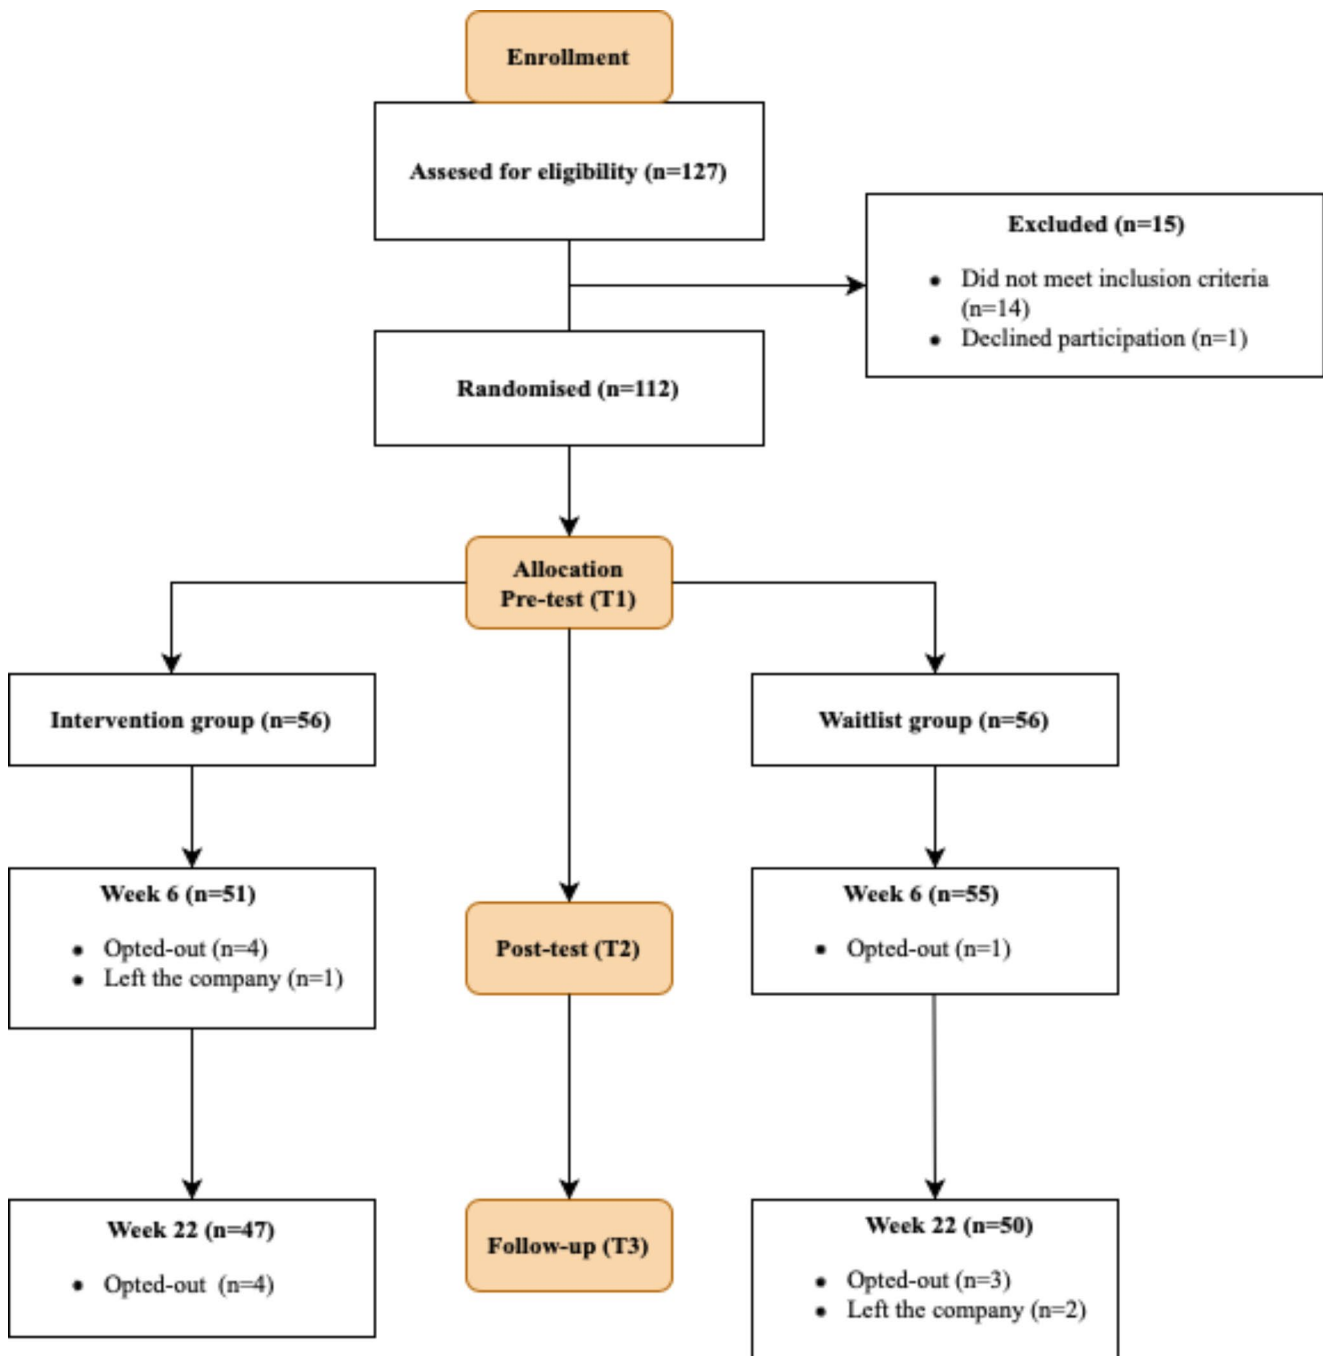 Enrollment
Assesed for eligibility (n=127)
Excluded (n=15)
● Did not meet inclusion criteria
(n=14)
● Declined participation (n=1)
Randomised (n=112)
Allocation
Pre-test (T1)
Intervention group (n=56)
Waitlist group (n=56)
Week 6 (n=51)
● Opted-out (n=4)
● Left the company (n=1)
Post-test (T2)
Week 6 (n=55)
● Opted-out (n=1)
Week 22 (n=47)
● Opted-out (n=4)
Follow-up (T3)
Week 22 (n=50)
● Opted-out (n=3)
● Left the company (n=2)